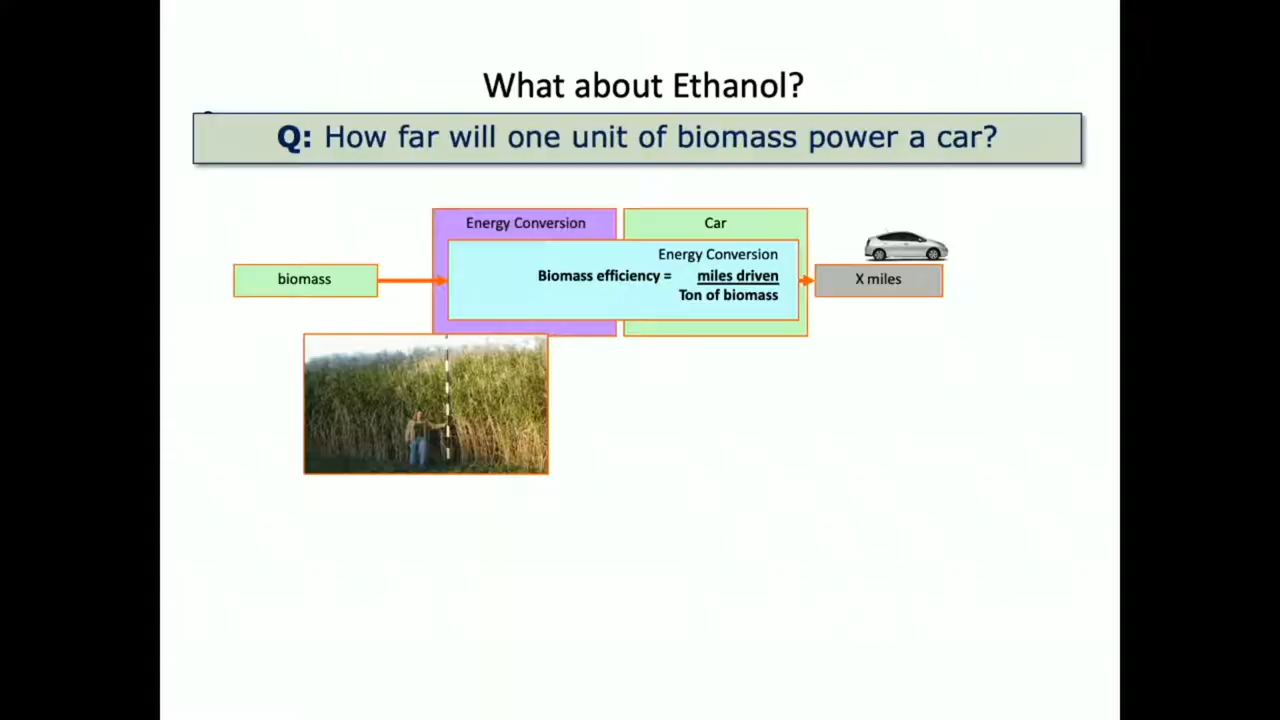 What about Ethanol?
Q: How far will one unit of biomass power a car?
Energy Conversion
Car
Energy Conversion
Biomass efficiency = miles driven
Ton of biomass
biomass
X miles